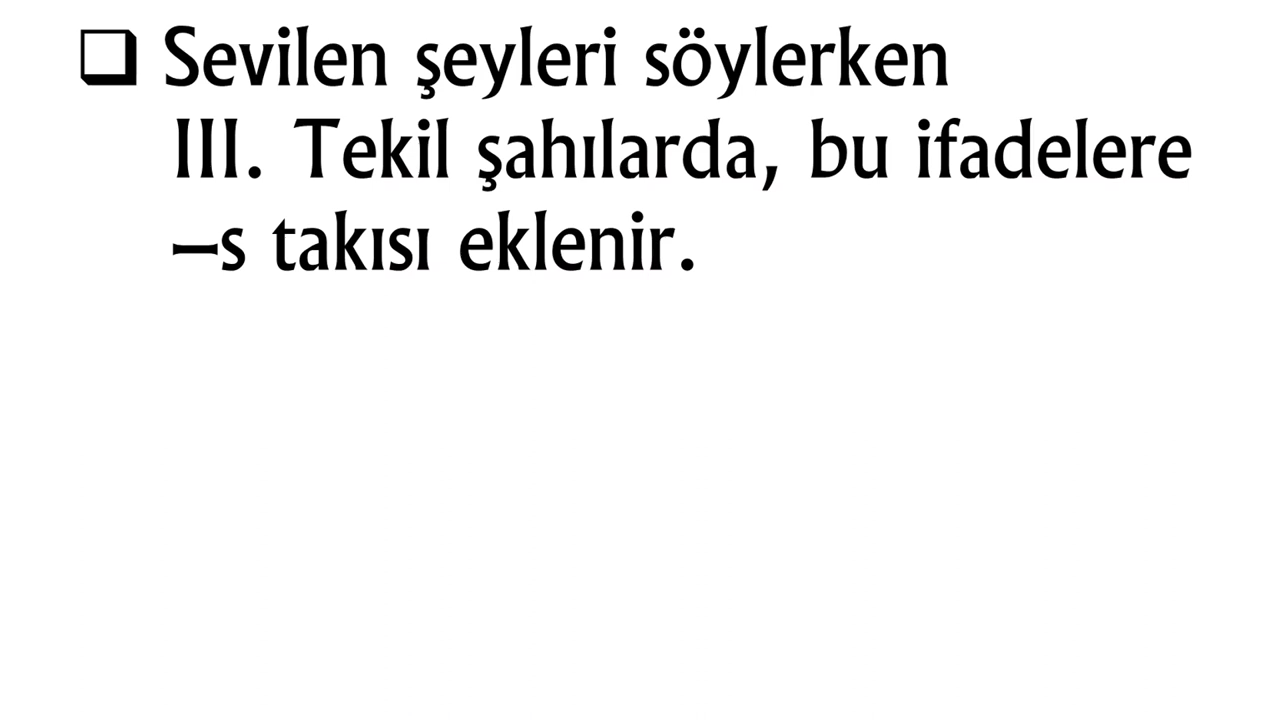 ❑ Sevilen şeyleri söylerken
III. Tekil şahılarda, bu ifadelere
–s takısı eklenir.